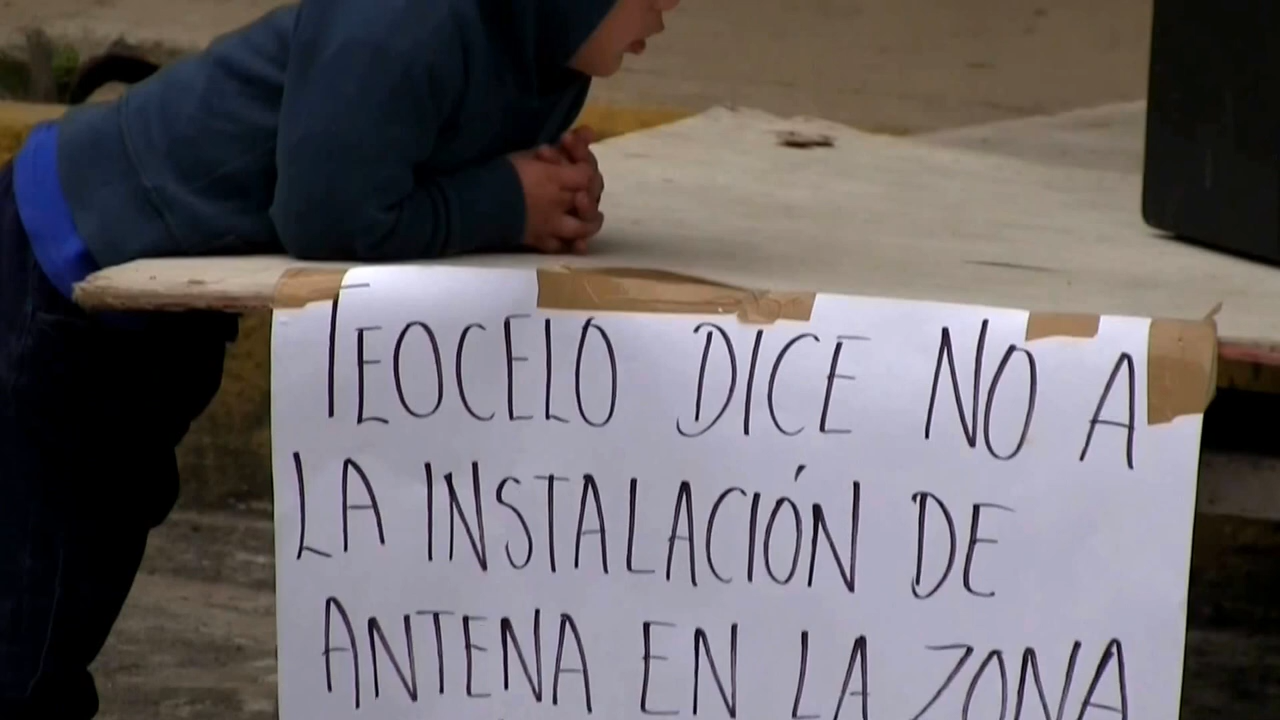 TEOCELO DICE NO A
LA INSTALACIÓN DE
ANTENA EN LA ZONA